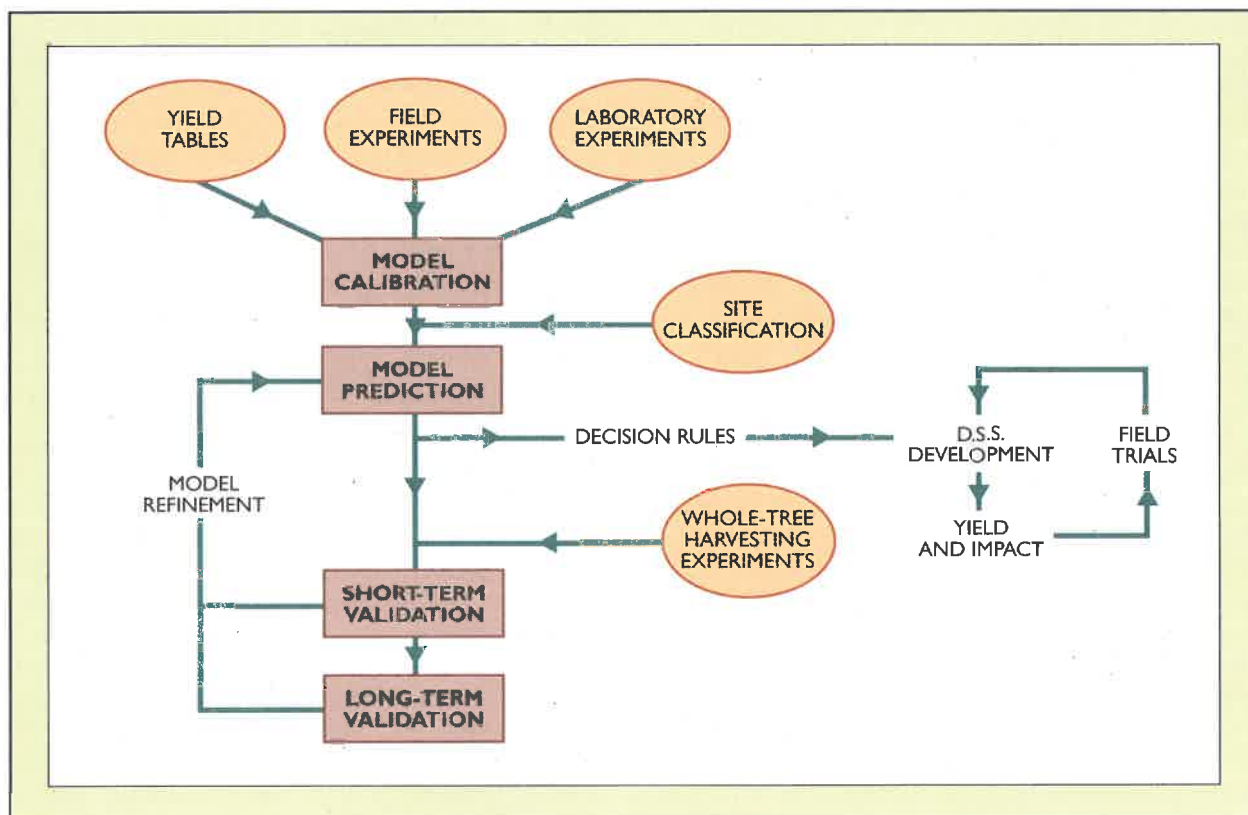 YIELD
TABLES
FIELD
EXPERIMENTS
LABORATORY
EXPERIMENTS
MODEL
CALIBRATION
SITE
CLASSIFICATION
MODEL
PREDICTION
DECISION RULES
D.S.S.
DEVELOPMENT
FIELD
TRIALS
MODEL
REFINEMENT
WHOLE-TREE
HARVESTING
EXPERIMENTS
YIELD
AND IMPACT
SHORT-TERM
VALIDATION
LONG-TERM
VALIDATION